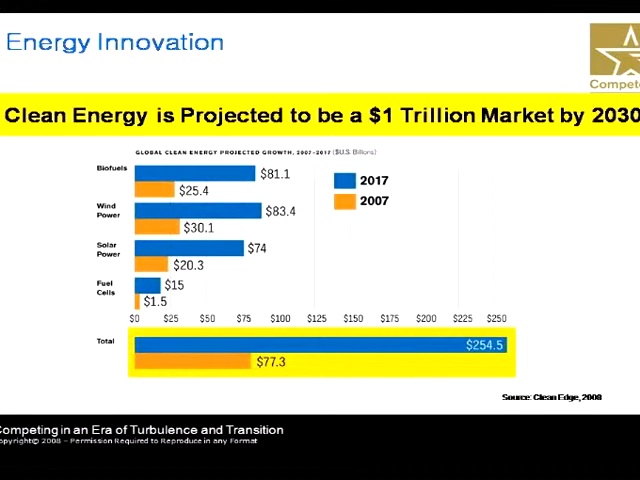 Energy Innovation
Compete
Clean Energy is Projected to be a $1 Trillion Market by 2030
GLOBAL CLEAN ENERGY PROJECTED GROWTH, 2007-2017 ($U.S. Billions)
Biofuels
$81.1
$25.4
2017
2007
Wind
Power
$83.4
$30.1
Solar
Power
$74
$20.3
Fuel
Cells
$15
$1.5
$0 $25 $50 $75 $100 $125 $150 $175 $200 $225 $250
Total
$254.5
$77.3
Source: Clean Edge, 2008
Competing in an Era of Turbulence and Transition
Copyright© 2008 – Permission Required to Reproduce in any Format